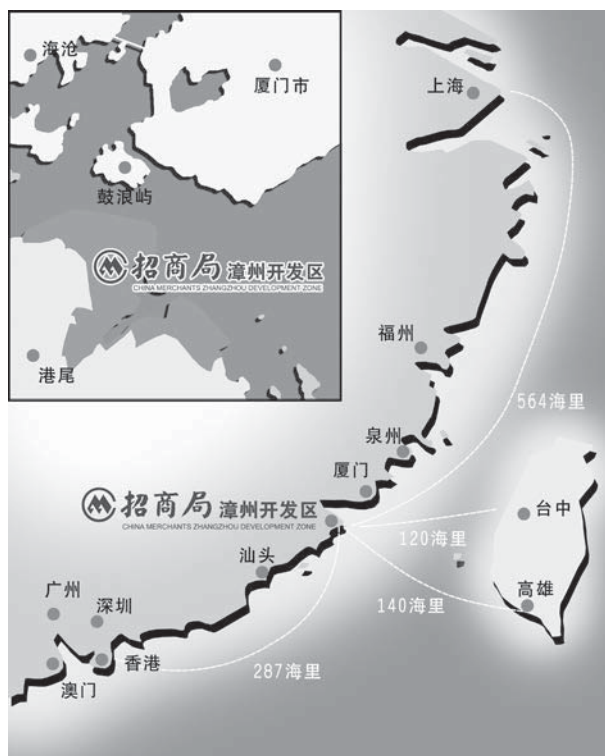 海沧
厦门市
鼓浪屿
招商局 漳州开发区
CHINA MERCHANTS ZHANGZHOU DEVELOPMENT ZONE
港尾
上海
福州
564海里
泉州
厦门
招商局 漳州开发区
CHINA MERCHANTS ZHANGZHOU DEVELOPMENT ZONE
台中
120海里
汕头
高雄
140海里
广州
深圳
香港
287海里
澳门